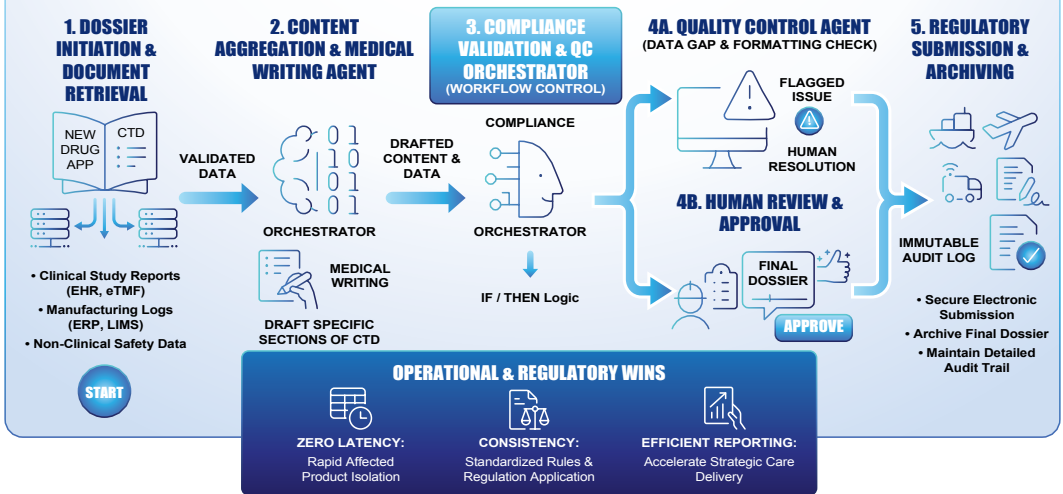 1. DOSSIER
INITIATION &
DOCUMENT
RETRIEVAL
NEW
DRUG
APP
CTD
• Clinical Study Reports
(EHR, eTMF)
• Manufacturing Logs
(ERP, LIMS)
• Non-Clinical Safety Data
START
VALIDATED
DATA
2. CONTENT
AGGREGATION & MEDICAL
WRITING AGENT
01
10
01
01
ORCHESTRATOR
MEDICAL
WRITING
DRAFT SPECIFIC
SECTIONS OF CTD
DRAFTED
CONTENT &
DATA
3. COMPLIANCE
VALIDATION & QC
ORCHESTRATOR
(WORKFLOW CONTROL)
COMPLIANCE
ORCHESTRATOR
IF / THEN Logic
4A. QUALITY CONTROL AGENT
(DATA GAP & FORMATTING CHECK)
FLAGGED
ISSUE
HUMAN
RESOLUTION
4B. HUMAN REVIEW &
APPROVAL
FINAL
DOSSIER
APPROVE
5. REGULATORY
SUBMISSION &
ARCHIVING
IMMUTABLE
AUDIT LOG
• Secure Electronic
Submission
• Archive Final Dossier
• Maintain Detailed
Audit Trail
OPERATIONAL & REGULATORY WINS
ZERO LATENCY:
Rapid Affected
Product Isolation
CONSISTENCY:
Standardized Rules &
Regulation Application
EFFICIENT REPORTING:
Accelerate Strategic Care
Delivery